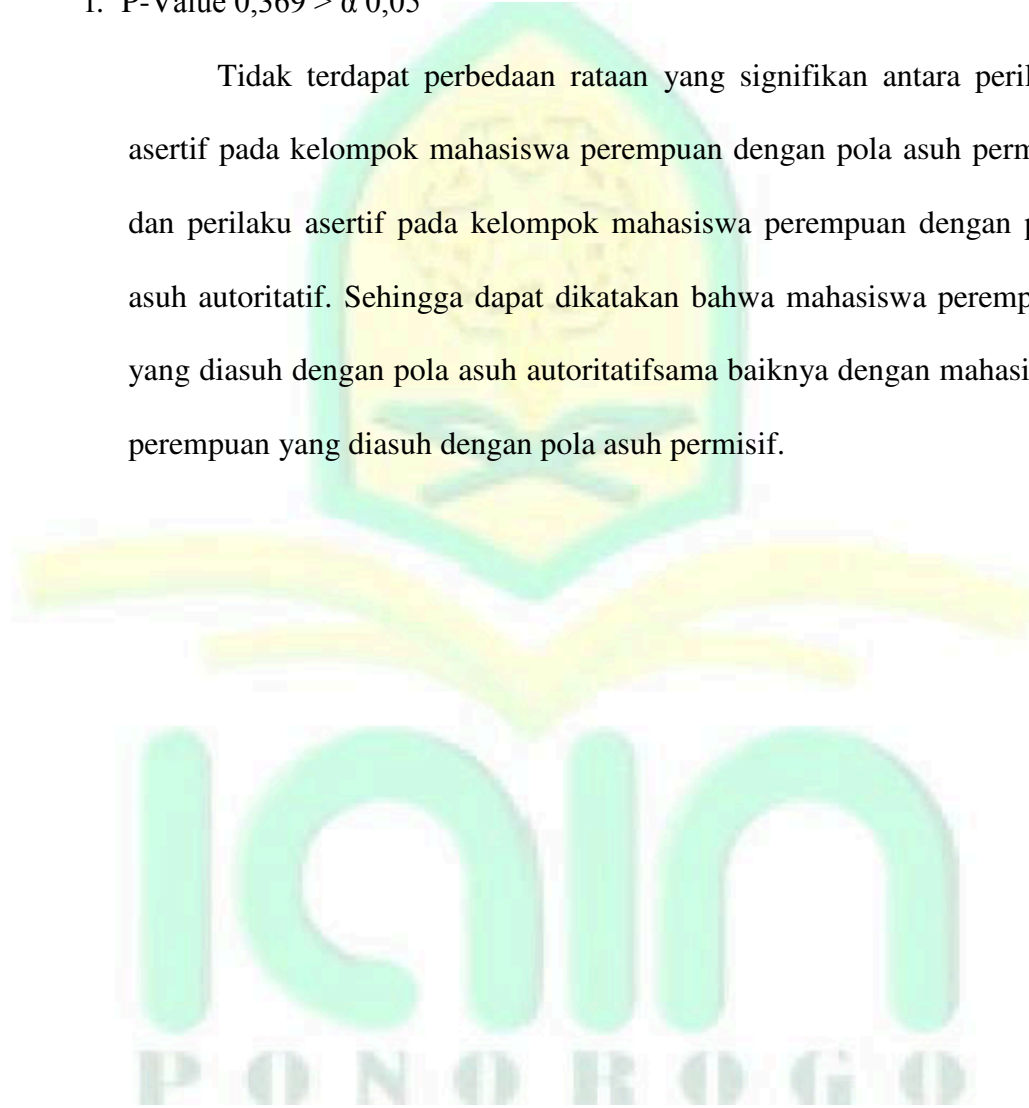 P-Value 0,369 > α 0,05
Tidak terdapat perbedaan rataan yang signifikan antara peril
asertif pada kelompok mahasiswa perempuan dengan pola asuh perm
dan perilaku asertif pada kelompok mahasiswa perempuan dengan p
asuh autoritatif. Sehingga dapat dikatakan bahwa mahasiswa peremp
yang diasuh dengan pola asuh autoritatifsama baiknya dengan mahasi
perempuan yang diasuh dengan pola asuh permisif.
iain
PONOROGO